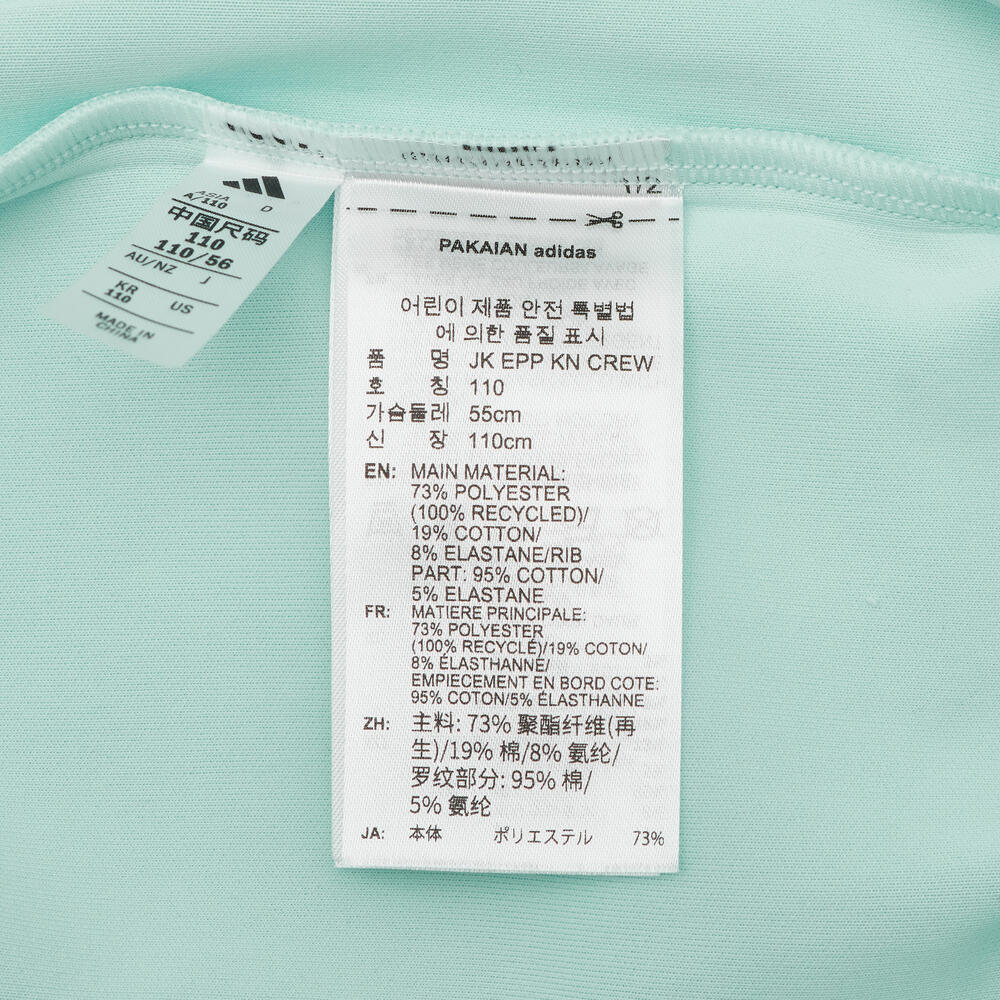 ASIA
A/110
D
中国尺码
110
110/56
AU/NZ
J
KR
110
US
MADE IN
CHINA
1/2
PAKAIAN adidas
어린이 제품 안전 특별법
에 의한 품질 표시
품 명 JK EPP KN CREW
호 칭 110
가슴둘레 55cm
신 장 110cm
EN: MAIN MATERIAL:
73% POLYESTER
(100% RECYCLED)/
19% COTTON/
8% ELASTANE/RIB
PART: 95% COTTON/
5% ELASTANE
FR: MATIERE PRINCIPALE:
73% POLYESTER
(100% RECYCLÉ)/19% COTON/
8% ÉLASTHANNE/
EMPIECEMENT EN BORD COTE:
95% COTON/5% ÉLASTHANNE
ZH: 主料: 73% 聚酯纤维(再
生)/19% 棉/8% 氨纶/
罗纹部分: 95% 棉/
5% 氨纶
JA: 本体 ポリエステル 73%